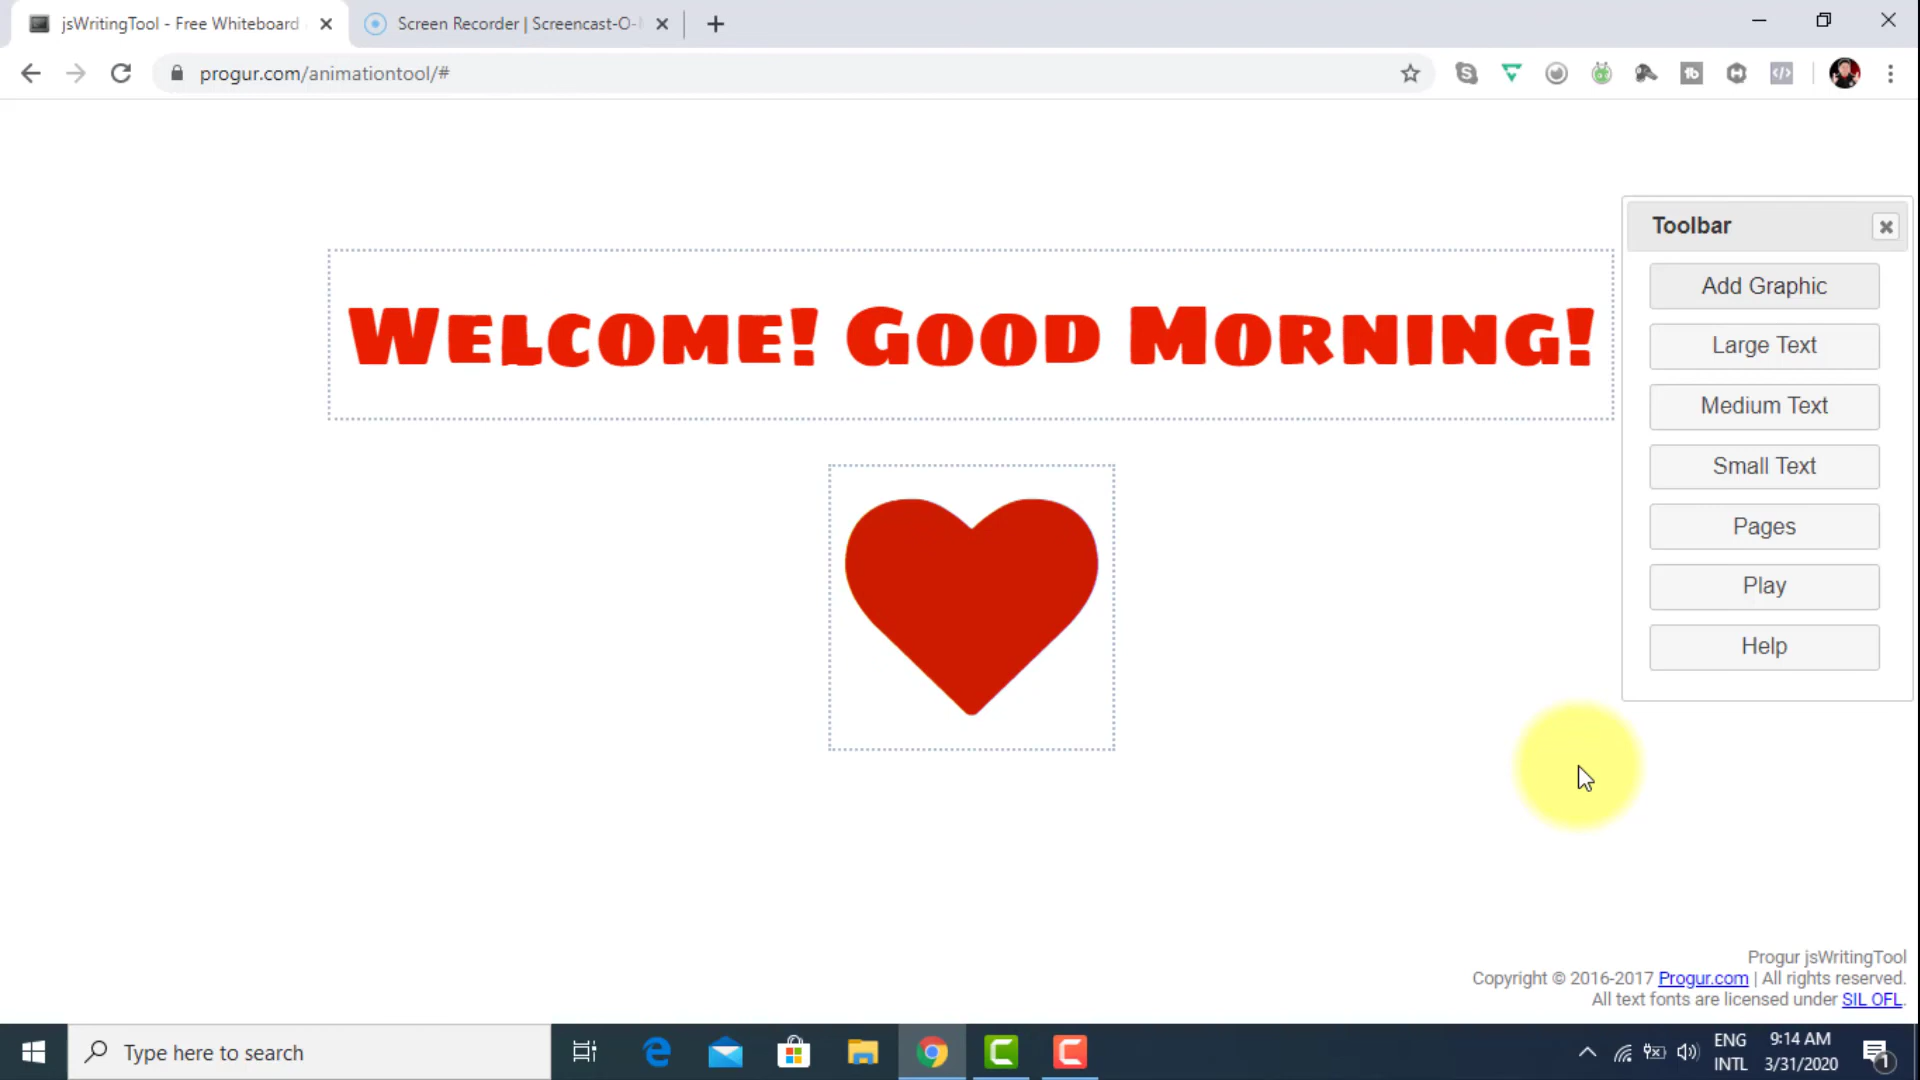 jsWritingTool - Free Whiteboard
Screen Recorder | Screencast-O-
progur.com/animationtool/#
Toolbar
Welcome! Good Morning!
Add Graphic
Large Text
Medium Text
Small Text
Pages
Play
Help
Progur jsWritingTool
Copyright © 2016-2017 Progur.com | All rights reserved.
All text fonts are licensed under SIL OFL.
Type here to search
ENG
INTL
9:14 AM
3/31/2020
1